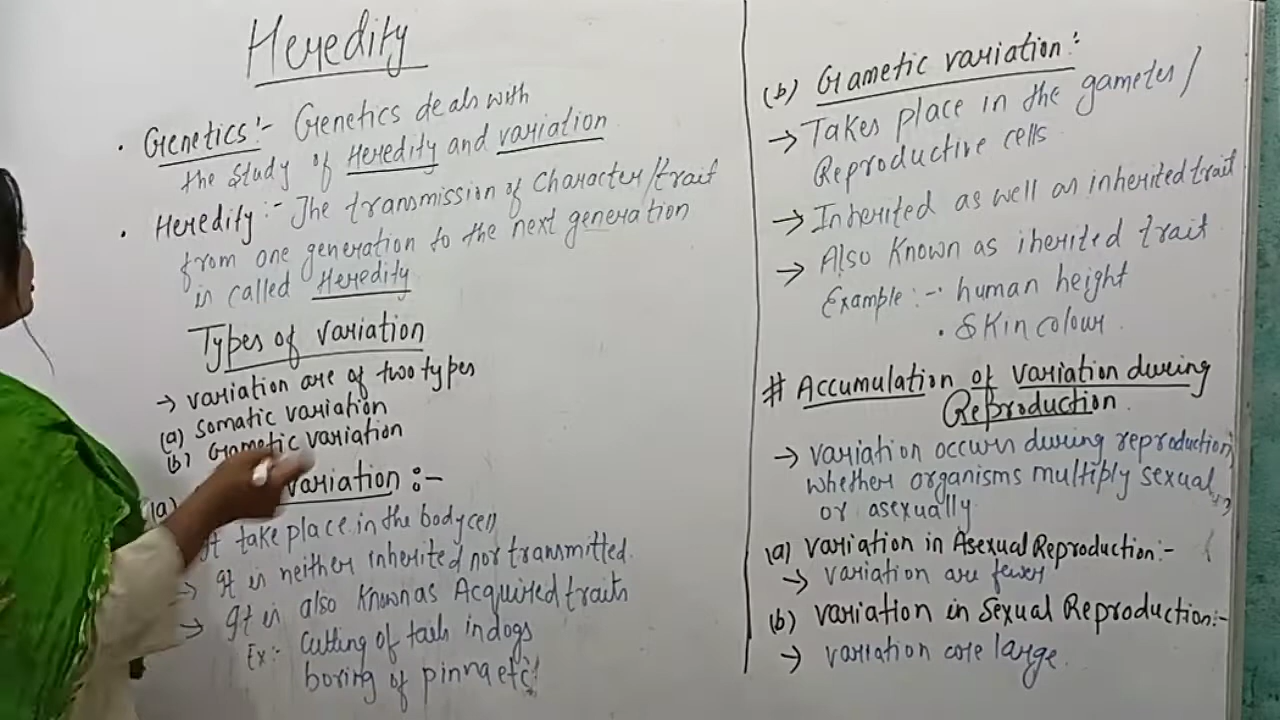 Heredity
• Genetics:- Genetics deals with
the study of Heredity and variation
• Heredity:- The transmission of Character/trait
from one generation to the next generation
is called Heredity
Types of variation
→ variation are of two types
(a) Somatic variation
(b) Gametic variation
(a) variation :-
It take place in the body cell
→ It is neither inherited nor transmitted.
→ It is also known as Acquired traits
Ex:- Cutting of tails in dogs
boring of pinna etc.
(b) Gametic variation:
→ Takes place in the gametes/
Reproductive cells
→ Inherited as well as inherited trait
→ Also Known as iherited trait
Example:- • human height
• Skin colour
# Accumulation of variation during
Reproduction
→ variation occurs during reproduction,
whether organisms multiply sexual
or asexually
(a) variation in Asexual Reproduction:-
→ variation are fewer
(b) variation in Sexual Reproduction:-
→ variation are large.